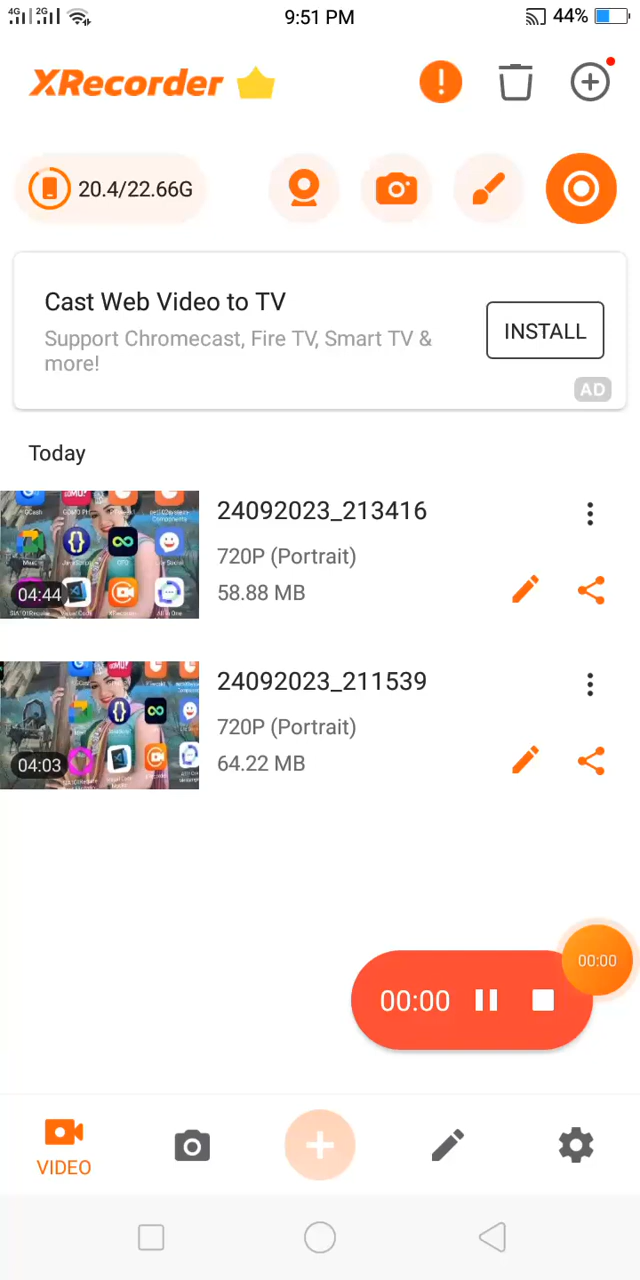 4G 2G 9:51 PM 44%
XRecorder
20.4/22.66G
Cast Web Video to TV
Support Chromecast, Fire TV, Smart TV &
more!
INSTALL
AD
Today
24092023_213416
720P (Portrait)
58.88 MB
04:44
24092023_211539
720P (Portrait)
64.22 MB
04:03
00:00
00:00
VIDEO